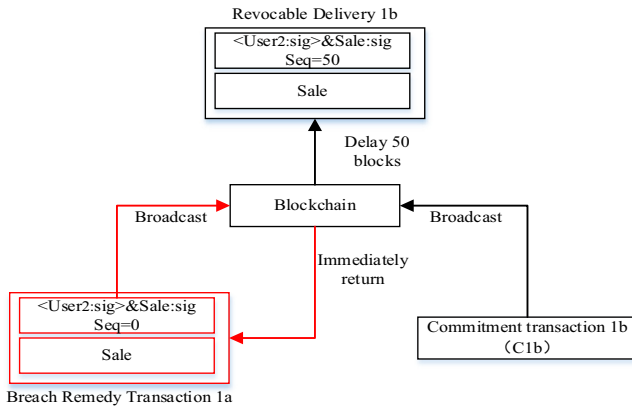 Revocable Delivery 1b
<User2:sig>&Sale:sig
Seq=50
Sale
Delay 50
blocks
Blockchain
Broadcast
Broadcast
Immediately
return
<User2:sig>&Sale:sig
Seq=0
Sale
Commitment transaction 1b
（C1b）
Breach Remedy Transaction 1a